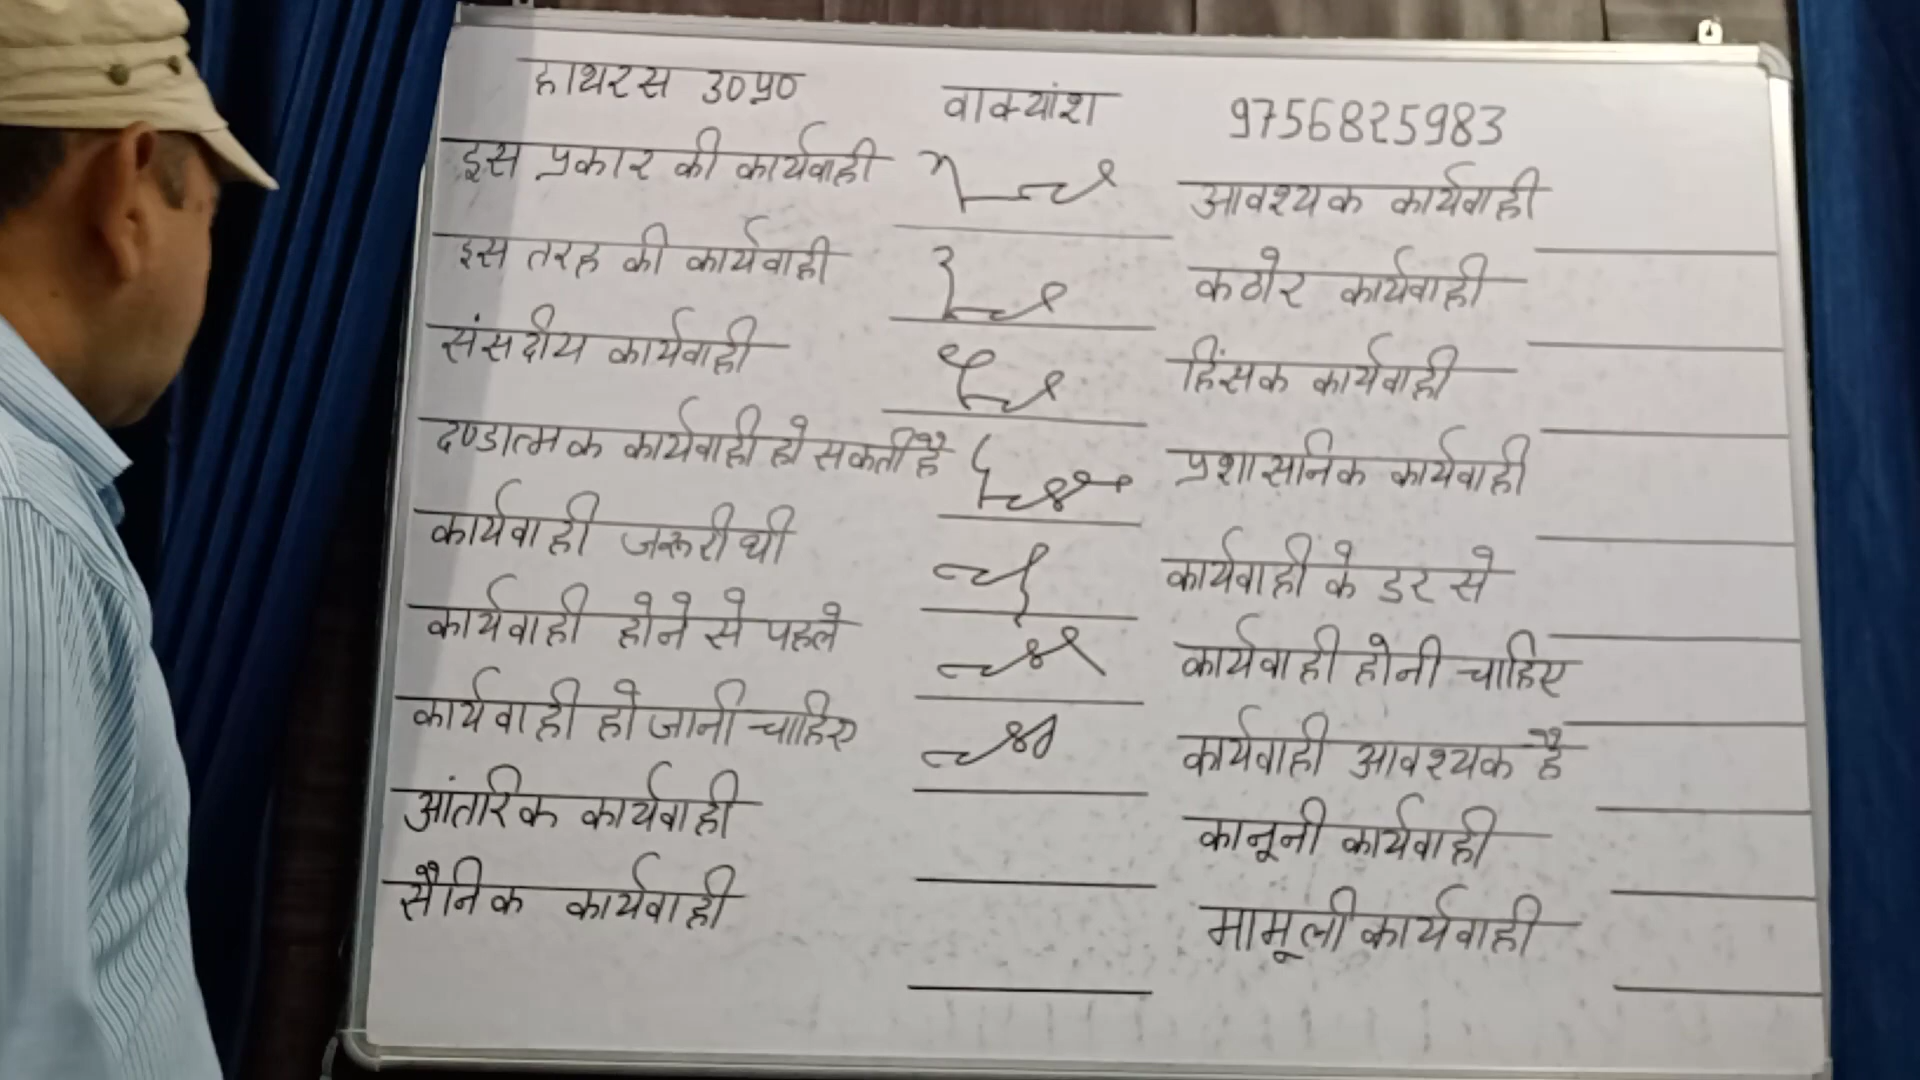 हाथरस उ०प्र० वाक्यांश 9756825983
इस प्रकार की कार्यवाही
इस तरह की कार्यवाही
संसदीय कार्यवाही
दण्डात्मक कार्यवाही हो सकती है
कार्यवाही जरूरी थी
कार्यवाही होने से पहले
कार्यवाही हो जानी चाहिए
आंतरिक कार्यवाही
सैनिक कार्यवाही
आवश्यक कार्यवाही
कठोर कार्यवाही
हिंसक कार्यवाही
प्रशासनिक कार्यवाही
कार्यवाही के डर से
कार्यवाही होनी चाहिए
कार्यवाही आवश्यक है
कानूनी कार्यवाही
मामूली कार्यवाही